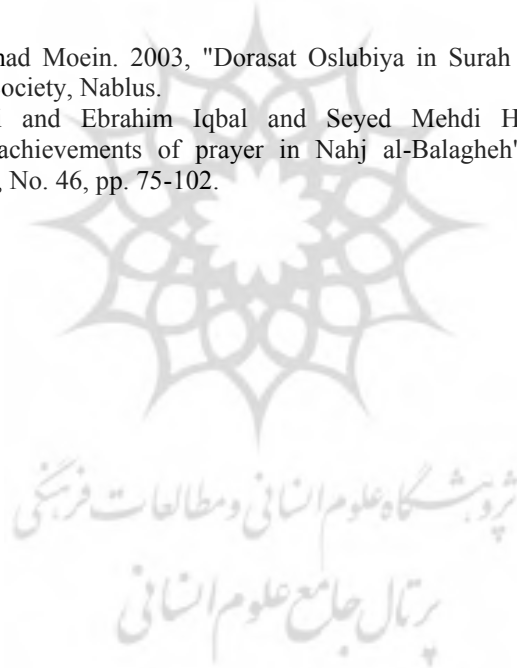 nad Moein. 2003, "Dorasat Oslubiya in Surah
ociety, Nablus.
and Ebrahim Iqbal and Seyed Mehdi H
achievements of prayer in Nahj al-Balagheh"
, No. 46, pp. 75-102.
پژوهشگاه علوم انسانی و مطالعات فرهنگی
پرتال جامع علوم انسانی